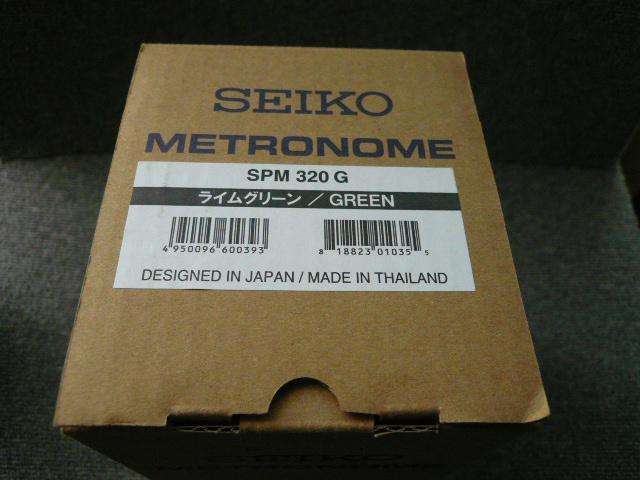 SEIKO
METRONOME
SPM 320 G
ライムグリーン / GREEN
4 950096 600393
8 18823 01035 5
DESIGNED IN JAPAN / MADE IN THAILAND
METRONOME